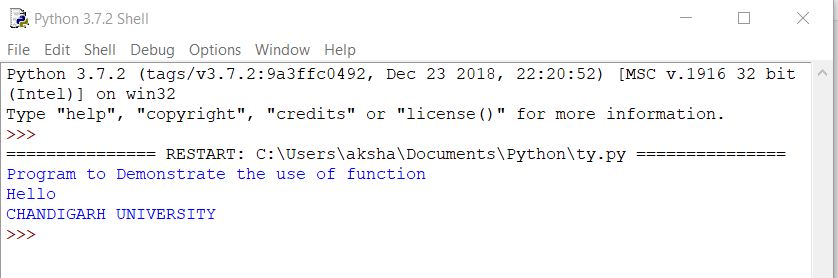 Python 3.7.2 Shell
File Edit Shell Debug Options Window Help
Python 3.7.2 (tags/v3.7.2:9a3ffc0492, Dec 23 2018, 22:20:52) [MSC v.1916 32 bit
(Intel)] on win32
Type "help", "copyright", "credits" or "license()" for more information.
>>>
=============== RESTART: C:\Users\aksha\Documents\Python\ty.py ===============
Program to Demonstrate the use of function
Hello
CHANDIGARH UNIVERSITY
>>>